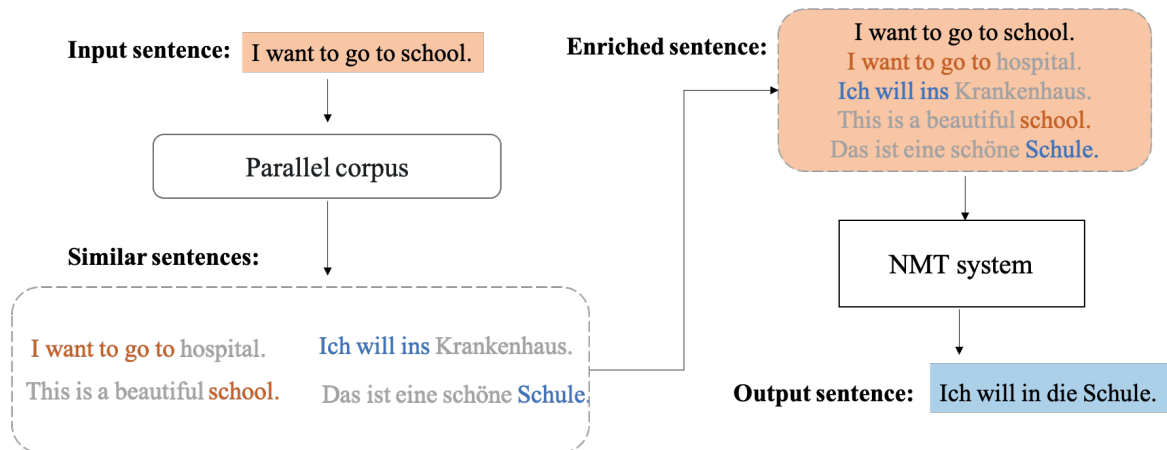 Input sentence: I want to go to school.
Parallel corpus
Similar sentences:
I want to go to hospital. Ich will ins Krankenhaus.
This is a beautiful school. Das ist eine schöne Schule.
Enriched sentence:
I want to go to school.
I want to go to hospital.
Ich will ins Krankenhaus.
This is a beautiful school.
Das ist eine schöne Schule.
NMT system
Output sentence: Ich will in die Schule.